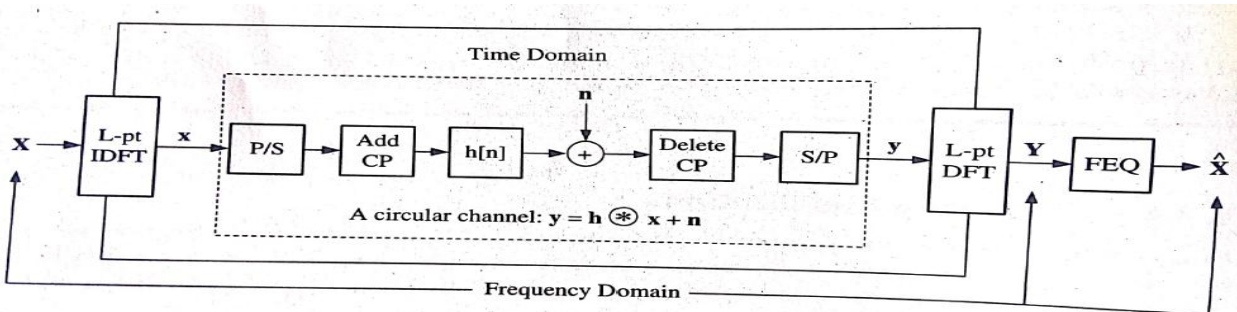 Time Domain
n
X
L-pt
IDFT
x
P/S
Add
CP
h[n]
+
Delete
CP
S/P
y
L-pt
DFT
Y
FEQ
X̂
A circular channel: y = h ⊛ x + n
Frequency Domain